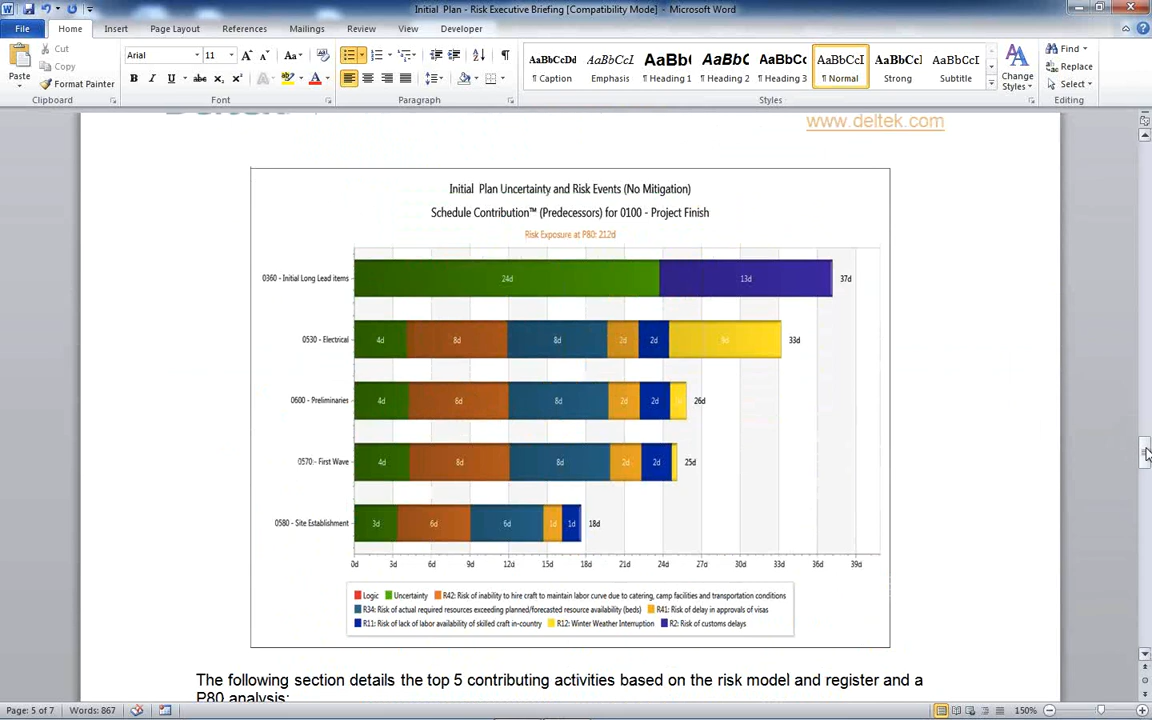 Initial Plan - Risk Executive Briefing [Compatibility Mode] - Microsoft Word
File Home Insert Page Layout References Mailings Review View Developer
Paste
Cut
Copy
Format Painter
Clipboard
Arial 11
Font
Paragraph
AaBbCcDd AaBbCcI AaBb( AaBbC AaBbCc AaBbCcI AaBbCcI AaBbCcI
¶ Caption Emphasis ¶ Heading 1 ¶ Heading 2 ¶ Heading 3 ¶ Normal Strong Subtitle
Change Styles
Styles
Find
Replace
Select
Editing
www.deltek.com
Initial Plan Uncertainty and Risk Events (No Mitigation)
Schedule Contribution™ (Predecessors) for 0100 - Project Finish
Risk Exposure at P80: 212d
0360 - Initial Long Lead items 24d 13d 37d
0530 - Electrical 4d 8d 8d 2d 2d 33d
0600 - Preliminaries 4d 6d 8d 2d 2d 26d
0570 - First Wave 4d 8d 8d 2d 2d 25d
0580 - Site Establishment 3d 6d 6d 1d 1d 18d
0d 3d 6d 9d 12d 15d 18d 21d 24d 27d 30d 33d 36d 39d
Logic Uncertainty R42: Risk of inability to hire craft to maintain labor curve due to catering, camp facilities and transportation conditions
R34: Risk of actual required resources exceeding planned/forecasted resource availability (beds) R41: Risk of delay in approvals of visas
R11: Risk of lack of labor availability of skilled craft in-country R12: Winter Weather Interruption R2: Risk of customs delays
The following section details the top 5 contributing activities based on the risk model and register and a
P80 analysis:
Page: 5 of 7 Words: 867 150%